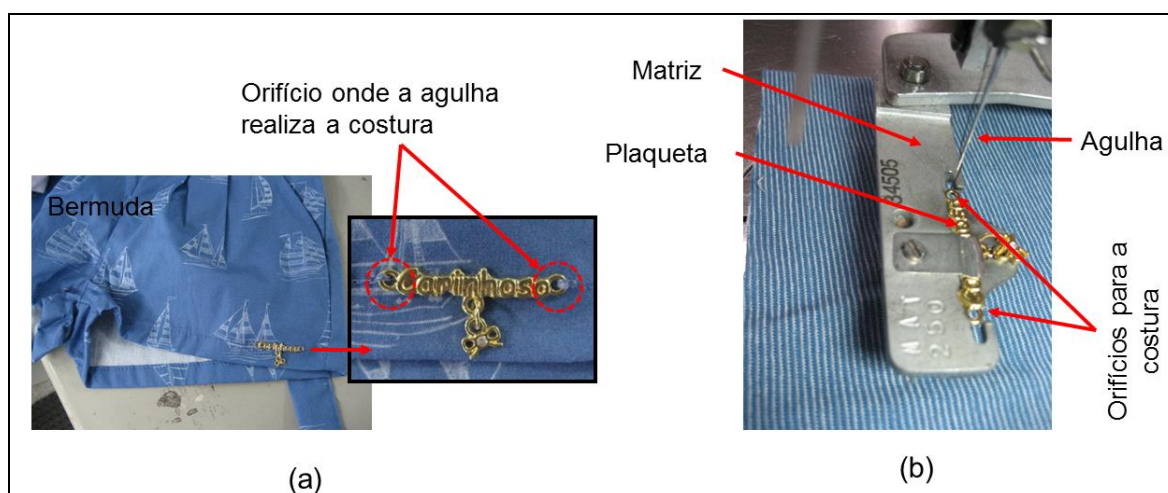 Orifício onde a agulha
realiza a costura
Bermuda
Carinhoso
(a)
Matriz
Plaqueta
Agulha
34505
MAT
250
Orifícios para a
costura
(b)